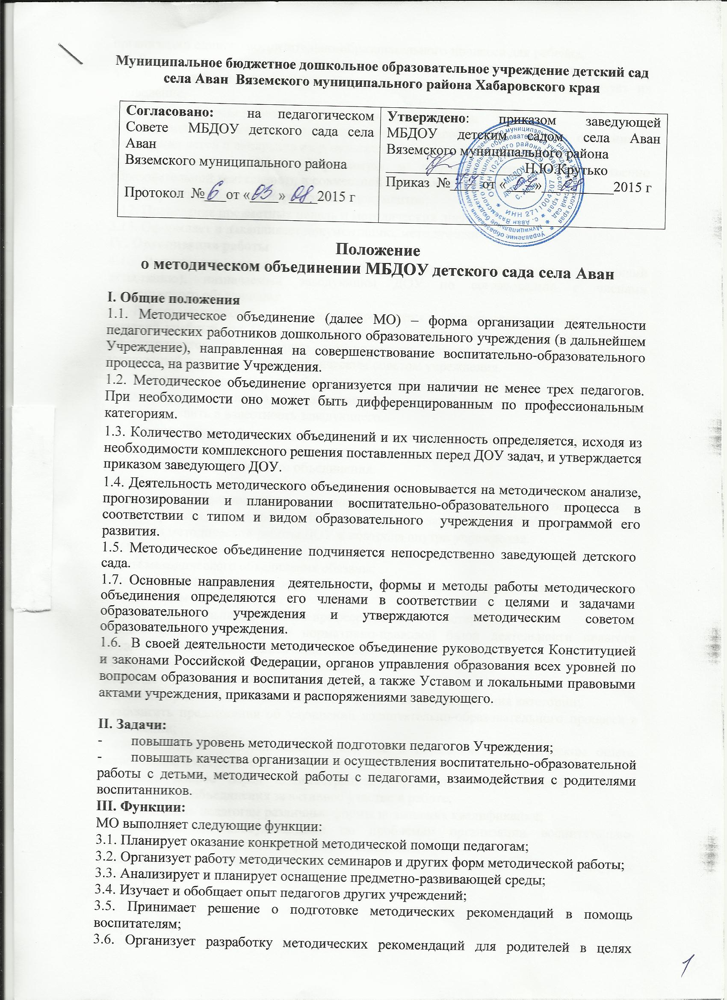 Муниципальное бюджетное дошкольное образовательное учреждение детский сад
села Аван  Вяземского муниципального района Хабаровского края
Согласовано: на педагогическом
Совете МБДОУ детского сада села
Аван
Вяземского муниципального района
Протокол № 6 от « 03 » 08. 2015 г
Утверждено: приказом заведующей
МБДОУ детским садом села Аван
Вяземского муниципального района
Н.Ю.Крутько
Приказ № от « » 2015 г
МБДОУ
детский сад
с. Аван
ИНН 2711004207
Положение
о методическом объединении МБДОУ детского сада села Аван
I. Общие положения
1.1. Методическое объединение (далее МО) – форма организации деятельности
педагогических работников дошкольного образовательного учреждения (в дальнейшем
Учреждение), направленная на совершенствование воспитательно-образовательного
процесса, на развитие Учреждения.
1.2. Методическое объединение организуется при наличии не менее трех педагогов.
При необходимости оно может быть дифференцированным по профессиональным
категориям.
1.3. Количество методических объединений и их численность определяется, исходя из
необходимости комплексного решения поставленных перед ДОУ задач, и утверждается
приказом заведующего ДОУ.
1.4. Деятельность методического объединения основывается на методическом анализе,
прогнозировании и планировании воспитательно-образовательного процесса в
соответствии с типом и видом образовательного учреждения и программой его
развития.
1.5. Методическое объединение подчиняется непосредственно заведующей детского
сада.
1.7. Основные направления деятельности, формы и методы работы методического
объединения определяются его членами в соответствии с целями и задачами
образовательного учреждения и утверждаются методическим советом
образовательного учреждения.
1.6. В своей деятельности методическое объединение руководствуется Конституцией
и законами Российской Федерации, органов управления образования всех уровней по
вопросам образования и воспитания детей, а также Уставом и локальными правовыми
актами учреждения, приказами и распоряжениями заведующего.
II. Задачи:
- повышать уровень методической подготовки педагогов Учреждения;
- повышать качества организации и осуществления воспитательно-образовательной
работы с детьми, методической работы с педагогами, взаимодействия с родителями
воспитанников.
III. Функции:
МО выполняет следующие функции:
3.1. Планирует оказание конкретной методической помощи педагогам;
3.2. Организует работу методических семинаров и других форм методической работы;
3.3. Анализирует и планирует оснащение предметно-развивающей среды;
3.4. Изучает и обобщает опыт педагогов других учреждений;
3.5. Принимает решение о подготовке методических рекомендаций в помощь
воспитателям;
3.6. Организует разработку методических рекомендаций для родителей в целях
1